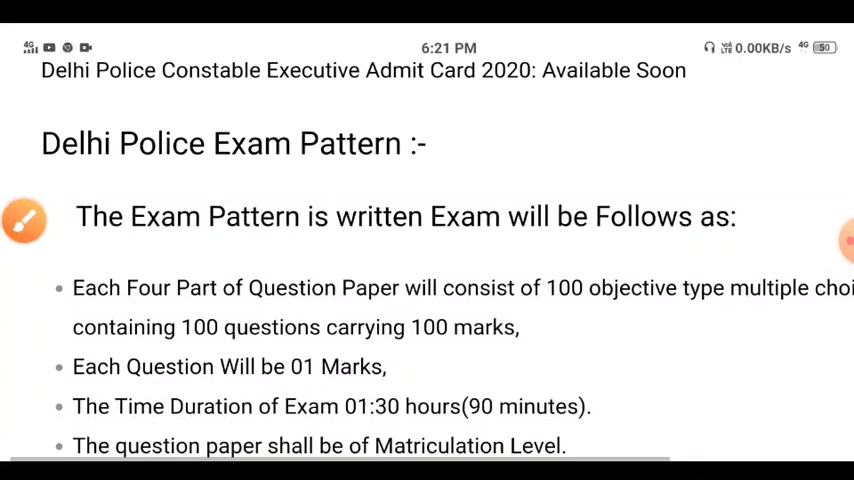 4G 6:21 PM 0.00KB/s 4G 50
Delhi Police Constable Executive Admit Card 2020: Available Soon
Delhi Police Exam Pattern :-
The Exam Pattern is written Exam will be Follows as:
Each Four Part of Question Paper will consist of 100 objective type multiple choi
containing 100 questions carrying 100 marks,
Each Question Will be 01 Marks,
The Time Duration of Exam 01:30 hours(90 minutes).
The question paper shall be of Matriculation Level.